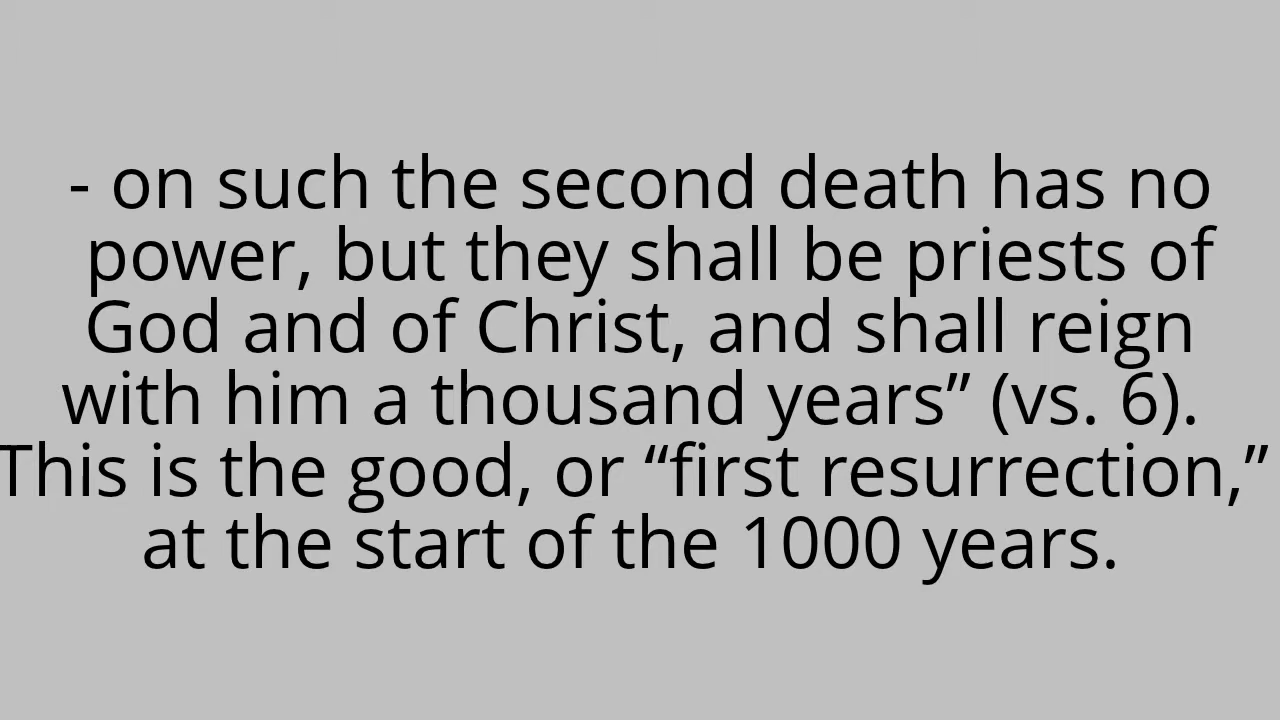 - on such the second death has no
power, but they shall be priests of
God and of Christ, and shall reign
with him a thousand years” (vs. 6).
This is the good, or “first resurrection,”
at the start of the 1000 years.